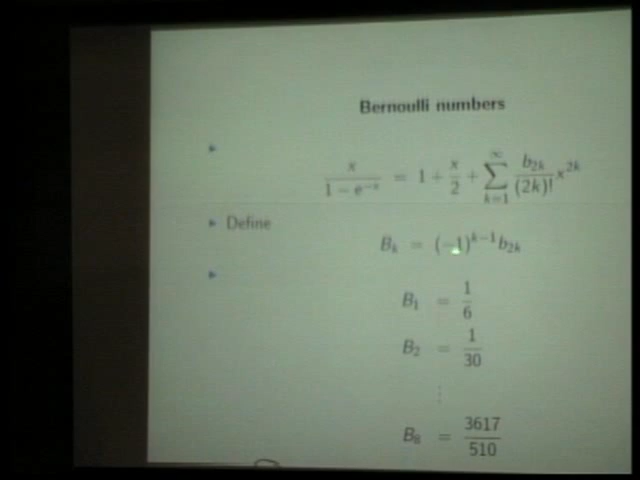 Bernoulli numbers
x / (1 − e^{−x}) = 1 + x/2 + ∑_{k=1}^{∞} b_{2k}/(2k)! x^{2k}
Define
B_k = (−1)^{k−1} b_{2k}
B_1 = 1/6
B_2 = 1/30
⋮
B_8 = 3617/510